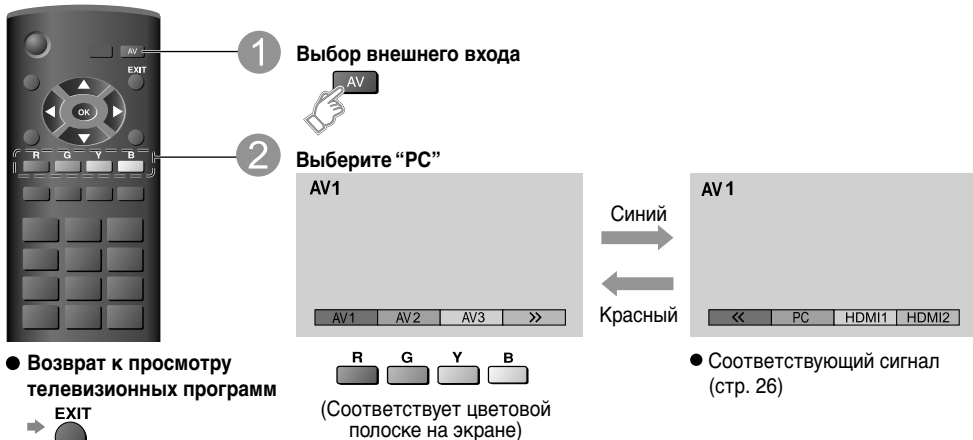 AV
EXIT
OK
R G Y B
1 Выбор внешнего входа
AV
2 Выберите “PC”
AV1
AV1 AV2 AV3 >>
Синий
Красный
AV 1
<< PC HDMI1 HDMI2
R G Y B
(Соответствует цветовой
полоске на экране)
● Соответствующий сигнал
(стр. 26)
● Возврат к просмотру
телевизионных программ
EXIT